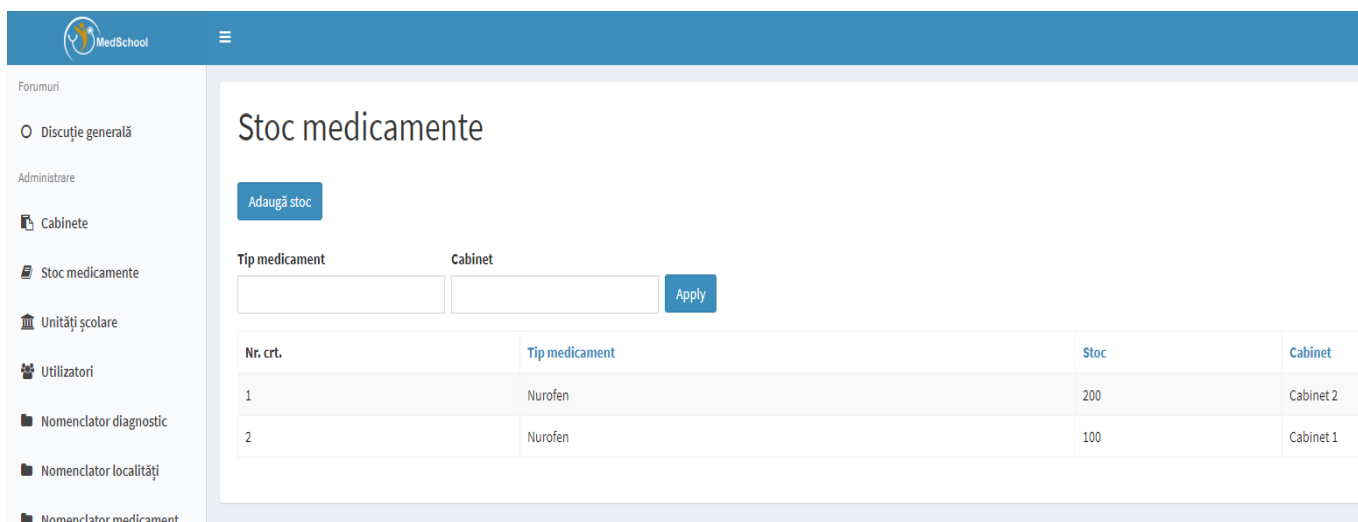 MedSchool
Forumuri
Discuție generală
Administrare
Cabinete
Stoc medicamente
Unități școlare
Utilizatori
Nomenclator diagnostic
Nomenclator localități
Nomenclator medicament
Stoc medicamente
Adaugă stoc
Tip medicament Cabinet
Apply
Nr. crt. Tip medicament Stoc Cabinet
1 Nurofen 200 Cabinet 2
2 Nurofen 100 Cabinet 1